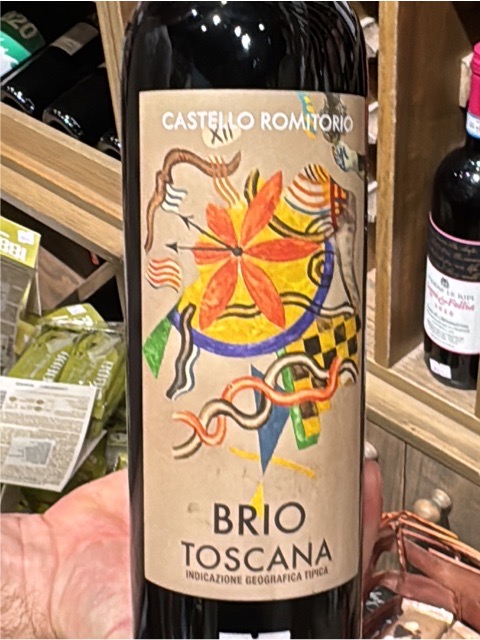 CASTELLO ROMITORIO
XII
BRIO
TOSCANA
INDICAZIONE GEOGRAFICA TIPICA